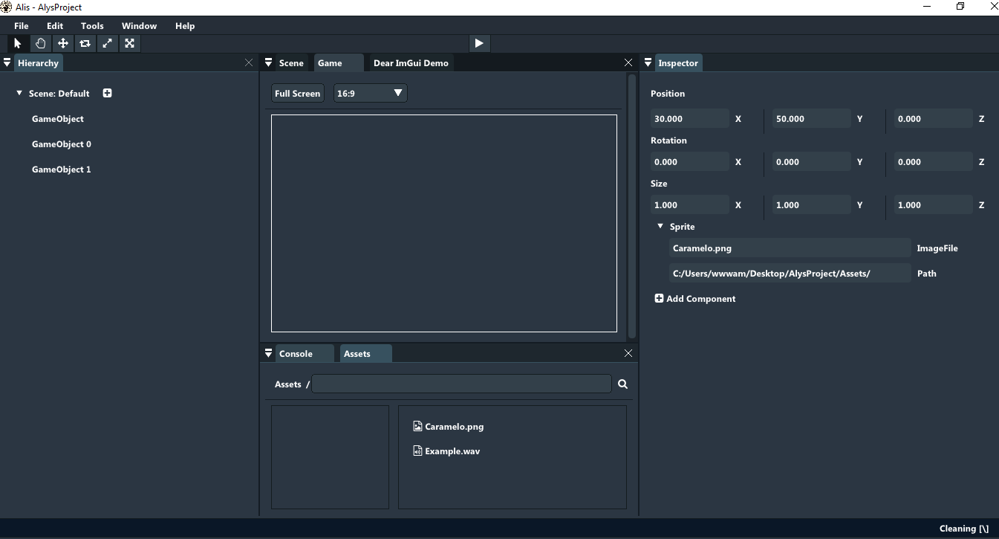 Alis - AlysProject
File Edit Tools Window Help
Hierarchy
Scene: Default
GameObject
GameObject 0
GameObject 1
Scene Game Dear ImGui Demo
Full Screen 16:9
Console Assets
Assets /
Caramelo.png
Example.wav
Inspector
Position
30.000 X 50.000 Y 0.000 Z
Rotation
0.000 X 0.000 Y 0.000 Z
Size
1.000 X 1.000 Y 1.000 Z
Sprite
Caramelo.png ImageFile
C:/Users/wwwam/Desktop/AlysProject/Assets/ Path
Add Component
Cleaning [\]